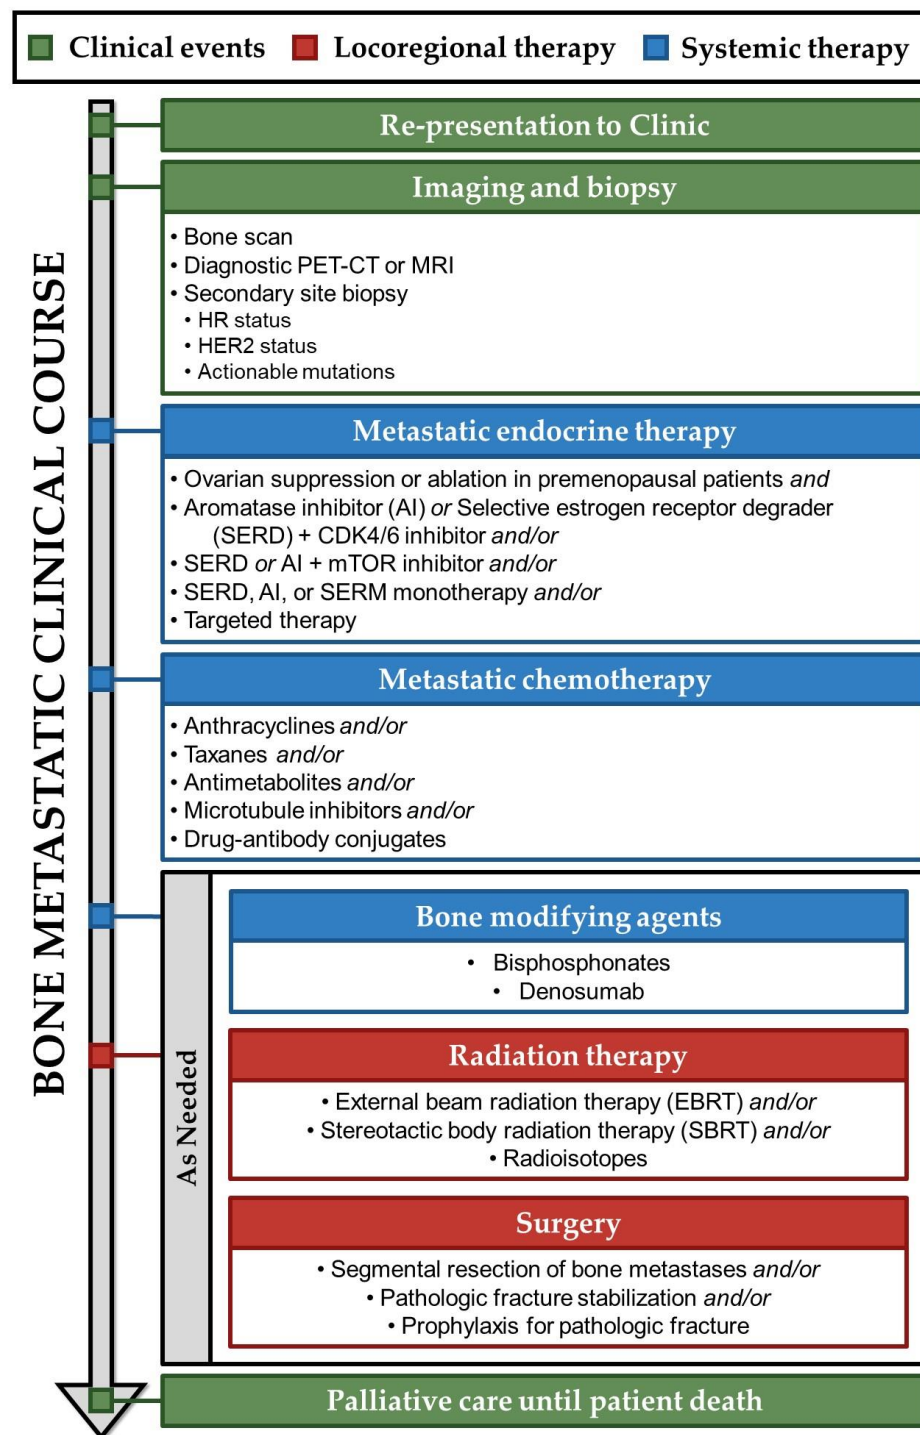 Clinical events Locoregional therapy Systemic therapy
BONE METASTATIC CLINICAL COURSE
Re-presentation to Clinic
Imaging and biopsy
• Bone scan
• Diagnostic PET-CT or MRI
• Secondary site biopsy
• HR status
• HER2 status
• Actionable mutations
Metastatic endocrine therapy
• Ovarian suppression or ablation in premenopausal patients and
• Aromatase inhibitor (AI) or Selective estrogen receptor degrader
(SERD) + CDK4/6 inhibitor and/or
• SERD or AI + mTOR inhibitor and/or
• SERD, AI, or SERM monotherapy and/or
• Targeted therapy
Metastatic chemotherapy
• Anthracyclines and/or
• Taxanes and/or
• Antimetabolites and/or
• Microtubule inhibitors and/or
• Drug-antibody conjugates
As Needed
Bone modifying agents
• Bisphosphonates
• Denosumab
Radiation therapy
• External beam radiation therapy (EBRT) and/or
• Stereotactic body radiation therapy (SBRT) and/or
• Radioisotopes
Surgery
• Segmental resection of bone metastases and/or
• Pathologic fracture stabilization and/or
• Prophylaxis for pathologic fracture
Palliative care until patient death